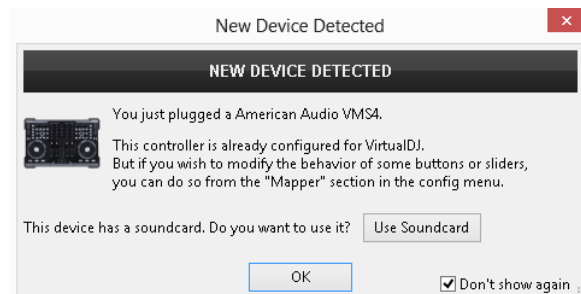 New Device Detected
NEW DEVICE DETECTED
You just plugged a American Audio VMS4.
This controller is already configured for VirtualDJ.
But if you wish to modify the behavior of some buttons or sliders,
you can do so from the "Mapper" section in the config menu.
This device has a soundcard. Do you want to use it? Use Soundcard
OK
Don't show again